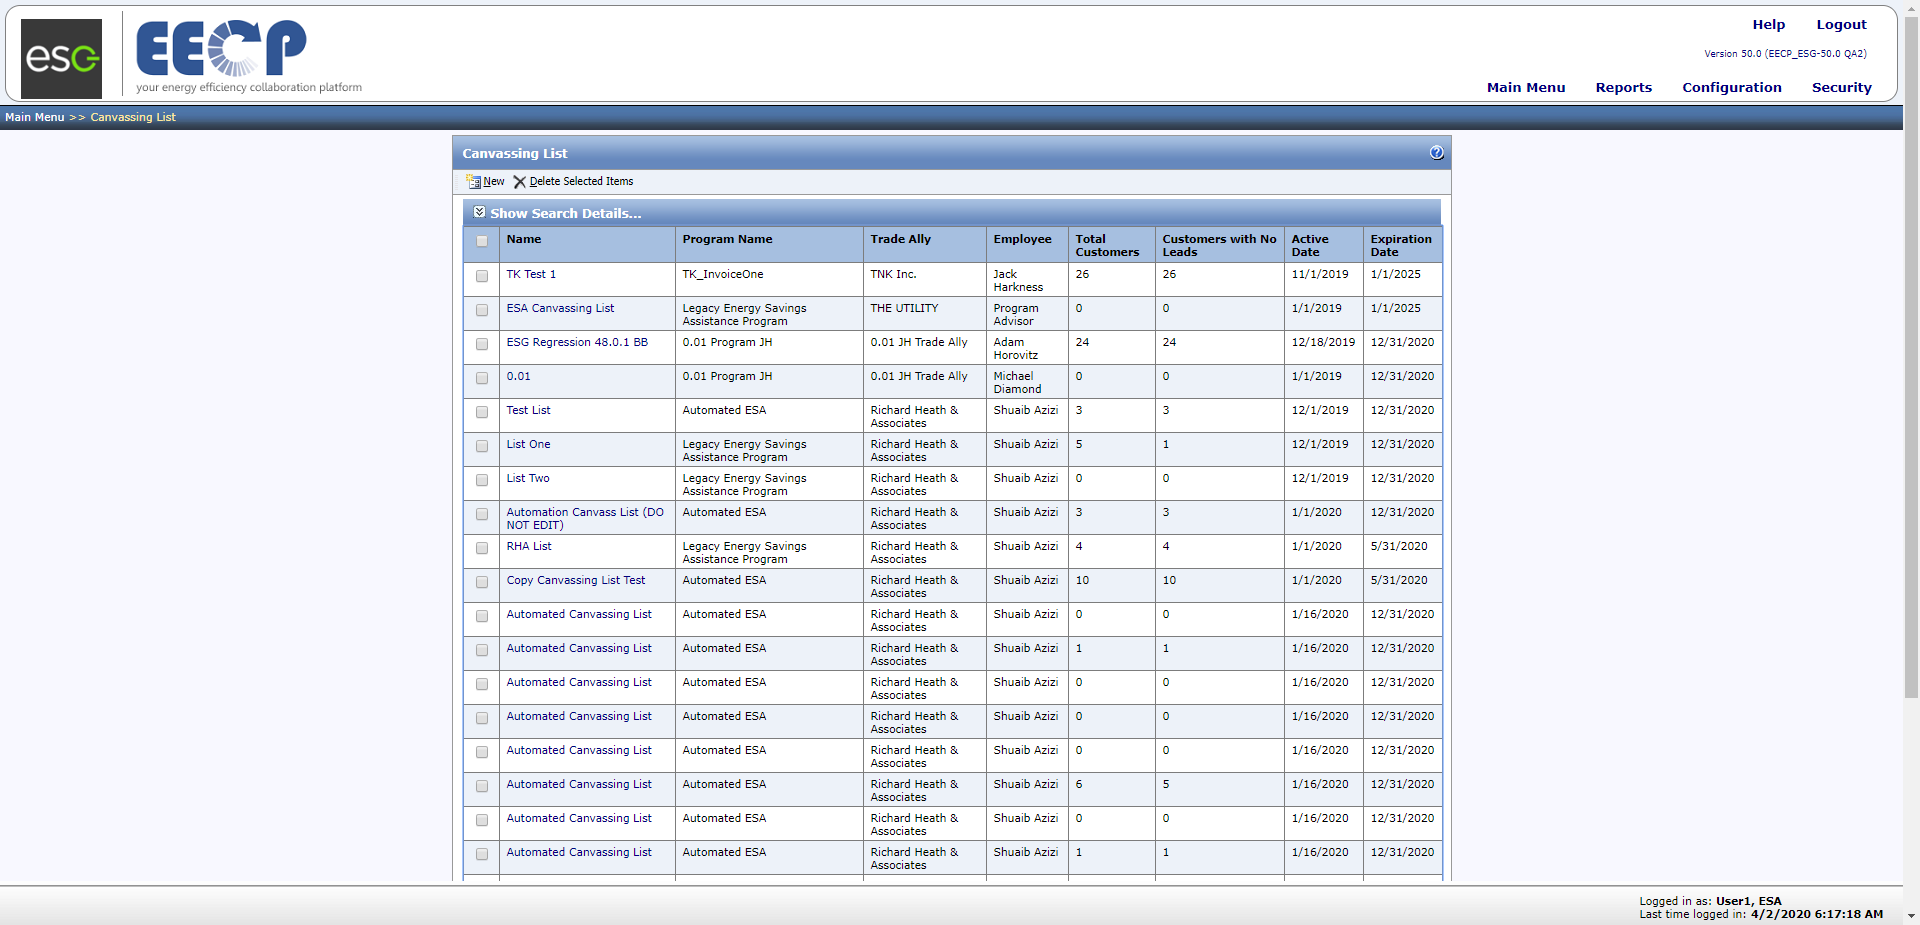 Help Logout
esg EECP
your energy efficiency collaboration platform
Version 50.0 (EECP_ESG-50.0 QA2)
Main Menu Reports Configuration Security
Main Menu >> Canvassing List
Canvassing List
New Delete Selected Items
Show Search Details...
Name Program Name Trade Ally Employee Total Customers Customers with No Leads Active Date Expiration Date
TK Test 1 TK_InvoiceOne TNK Inc. Jack Harkness 26 26 11/1/2019 1/1/2025
ESA Canvassing List Legacy Energy Savings Assistance Program THE UTILITY Program Advisor 0 0 1/1/2019 1/1/2025
ESG Regression 48.0.1 BB 0.01 Program JH 0.01 JH Trade Ally Adam Horovitz 24 24 12/18/2019 12/31/2020
0.01 0.01 Program JH 0.01 JH Trade Ally Michael Diamond 0 0 1/1/2019 12/31/2020
Test List Automated ESA Richard Heath & Associates Shuaib Azizi 3 3 12/1/2019 12/31/2020
List One Legacy Energy Savings Assistance Program Richard Heath & Associates Shuaib Azizi 5 1 12/1/2019 12/31/2020
List Two Legacy Energy Savings Assistance Program Richard Heath & Associates Shuaib Azizi 0 0 12/1/2019 12/31/2020
Automation Canvass List (DO NOT EDIT) Automated ESA Richard Heath & Associates Shuaib Azizi 3 3 1/1/2020 12/31/2020
RHA List Legacy Energy Savings Assistance Program Richard Heath & Associates Shuaib Azizi 4 4 1/1/2020 5/31/2020
Copy Canvassing List Test Automated ESA Richard Heath & Associates Shuaib Azizi 10 10 1/1/2020 5/31/2020
Automated Canvassing List Automated ESA Richard Heath & Associates Shuaib Azizi 0 0 1/16/2020 12/31/2020
Automated Canvassing List Automated ESA Richard Heath & Associates Shuaib Azizi 1 1 1/16/2020 12/31/2020
Automated Canvassing List Automated ESA Richard Heath & Associates Shuaib Azizi 0 0 1/16/2020 12/31/2020
Automated Canvassing List Automated ESA Richard Heath & Associates Shuaib Azizi 0 0 1/16/2020 12/31/2020
Automated Canvassing List Automated ESA Richard Heath & Associates Shuaib Azizi 0 0 1/16/2020 12/31/2020
Automated Canvassing List Automated ESA Richard Heath & Associates Shuaib Azizi 6 5 1/16/2020 12/31/2020
Automated Canvassing List Automated ESA Richard Heath & Associates Shuaib Azizi 0 0 1/16/2020 12/31/2020
Automated Canvassing List Automated ESA Richard Heath & Associates Shuaib Azizi 1 1 1/16/2020 12/31/2020
Logged in as: User1, ESA
Last time logged in: 4/2/2020 6:17:18 AM